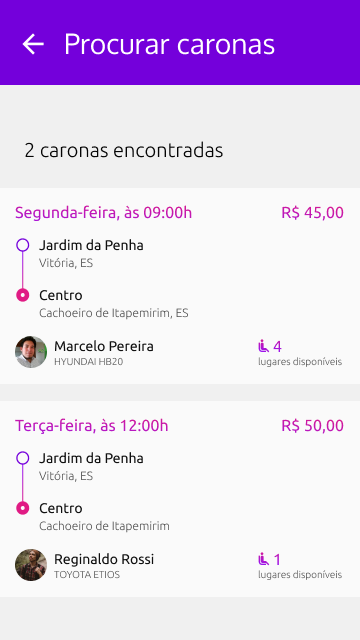 Procurar caronas
2 caronas encontradas
Segunda-feira, às 09:00h R$ 45,00
Jardim da Penha
Vitória, ES
Centro
Cachoeiro de Itapemirim, ES
Marcelo Pereira 4
HYUNDAI HB20 lugares disponíveis
Terça-feira, às 12:00h R$ 50,00
Jardim da Penha
Vitória, ES
Centro
Cachoeiro de Itapemirim
Reginaldo Rossi 1
TOYOTA ETIOS lugares disponíveis